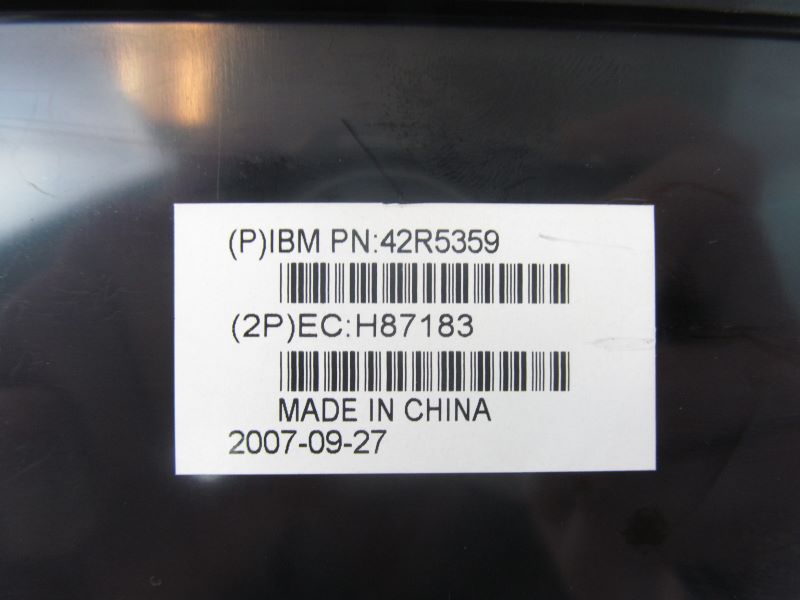 (P)IBM PN:42R5359
(2P)EC:H87183
MADE IN CHINA
2007-09-27